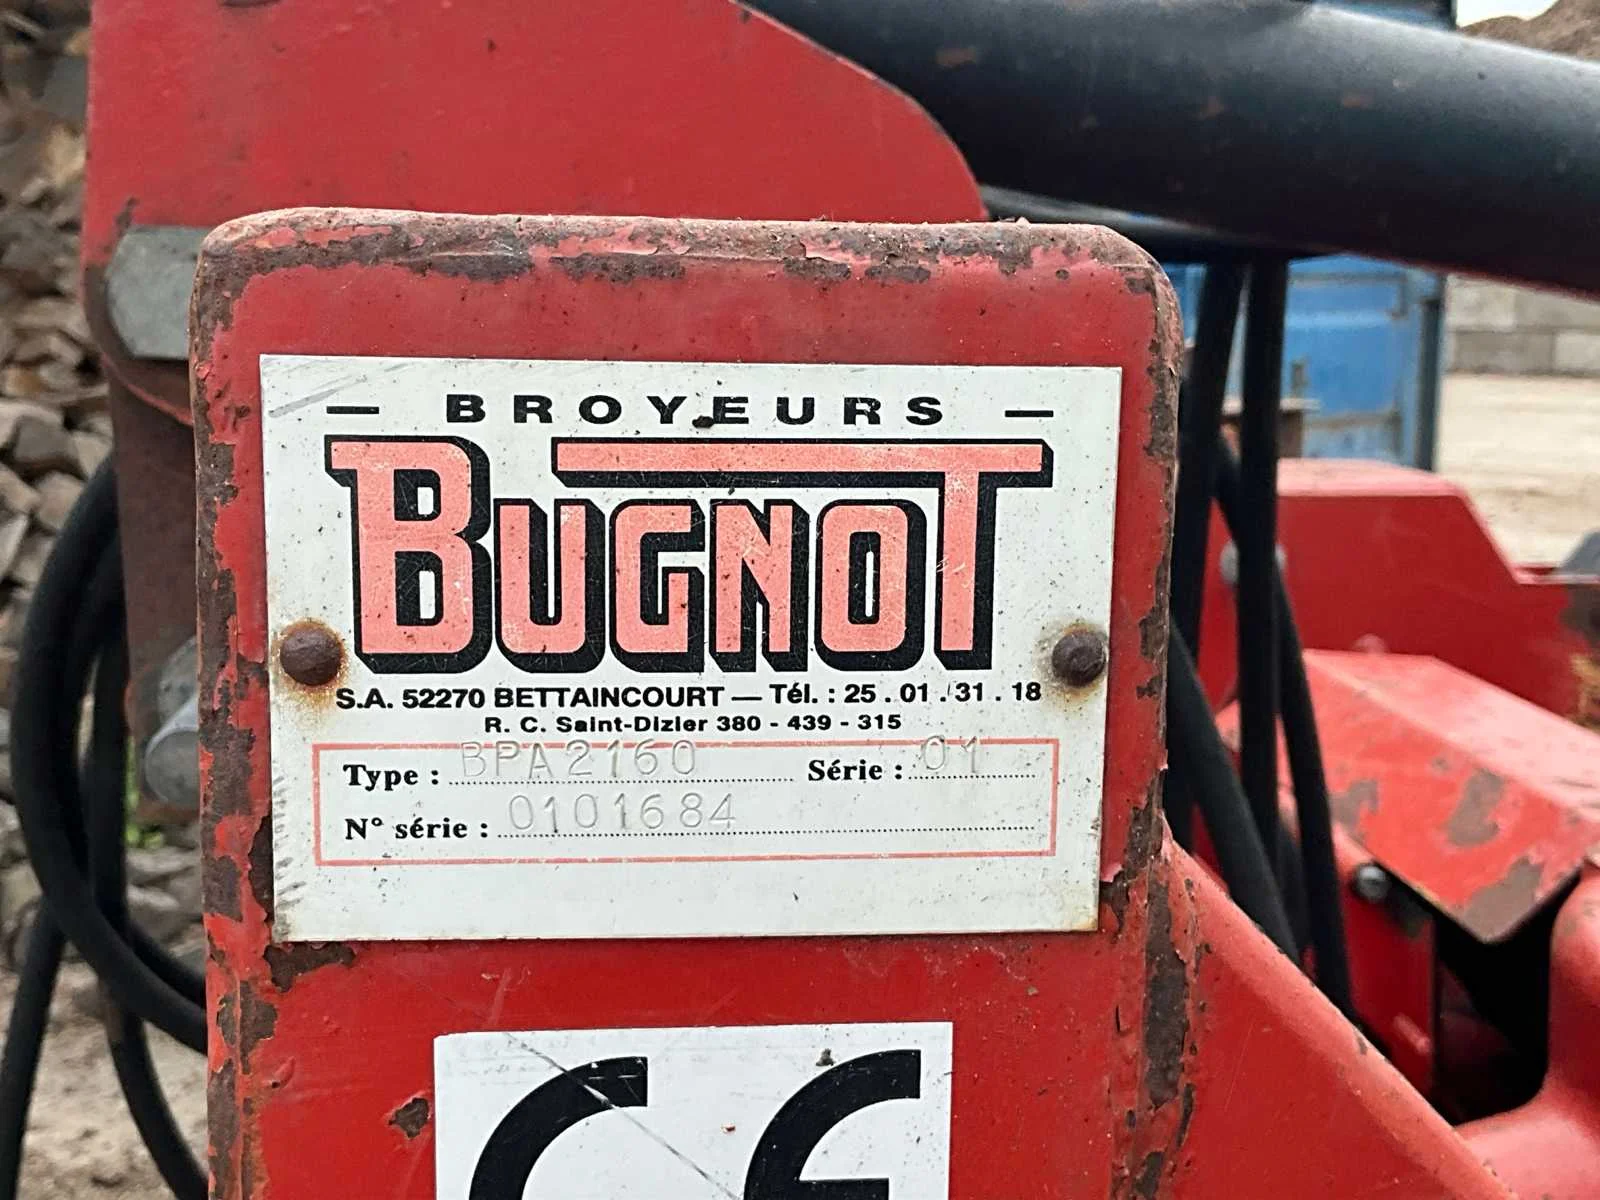 — BROYEURS —
BUGNOT
S.A. 52270 BETTAINCOURT — Tél. : 25 . 01 . 31 . 18
R. C. Saint-Dizier 380 - 439 - 315
Type : BPA2160 Série : 01
N° série : 0101684
CE